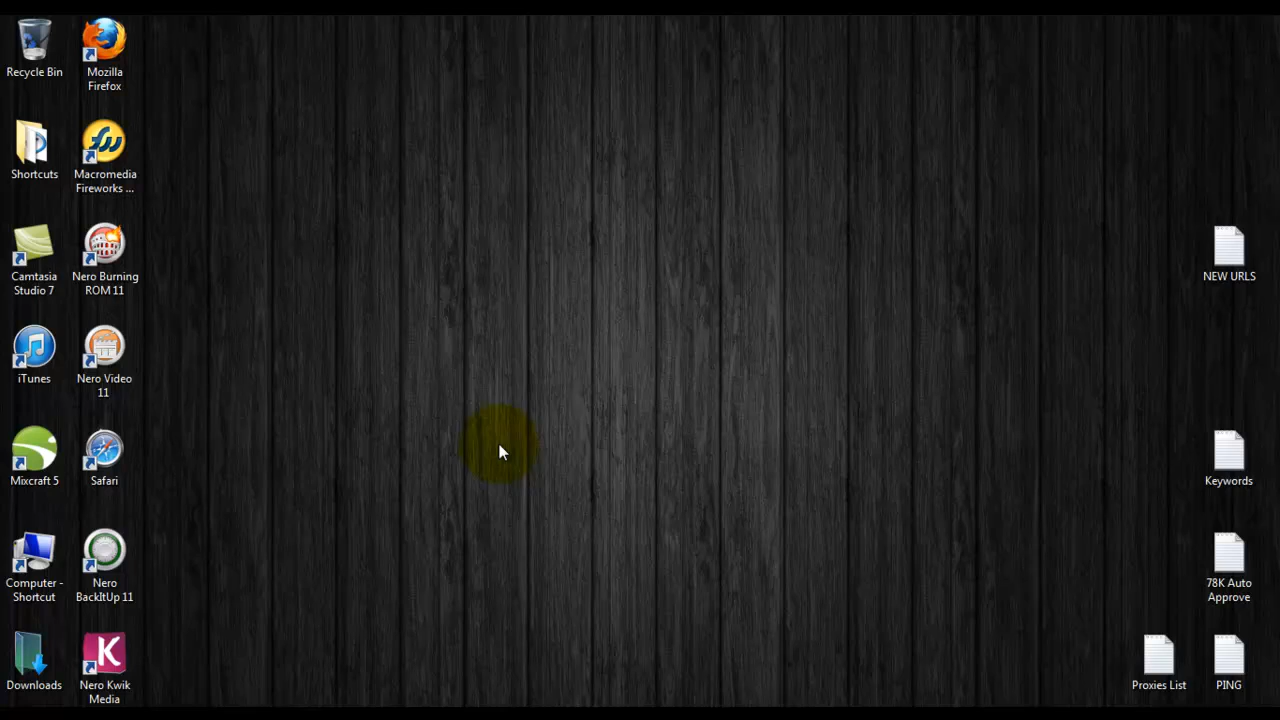 Recycle Bin
Mozilla
Firefox
Shortcuts
Macromedia
Fireworks ...
Camtasia
Studio 7
Nero Burning
ROM 11
NEW URLS
iTunes
Nero Video
11
Mixcraft 5
Safari
Keywords
Computer -
Shortcut
Nero
BackItUp 11
78K Auto
Approve
Downloads
Nero Kwik
Media
Proxies List
PING